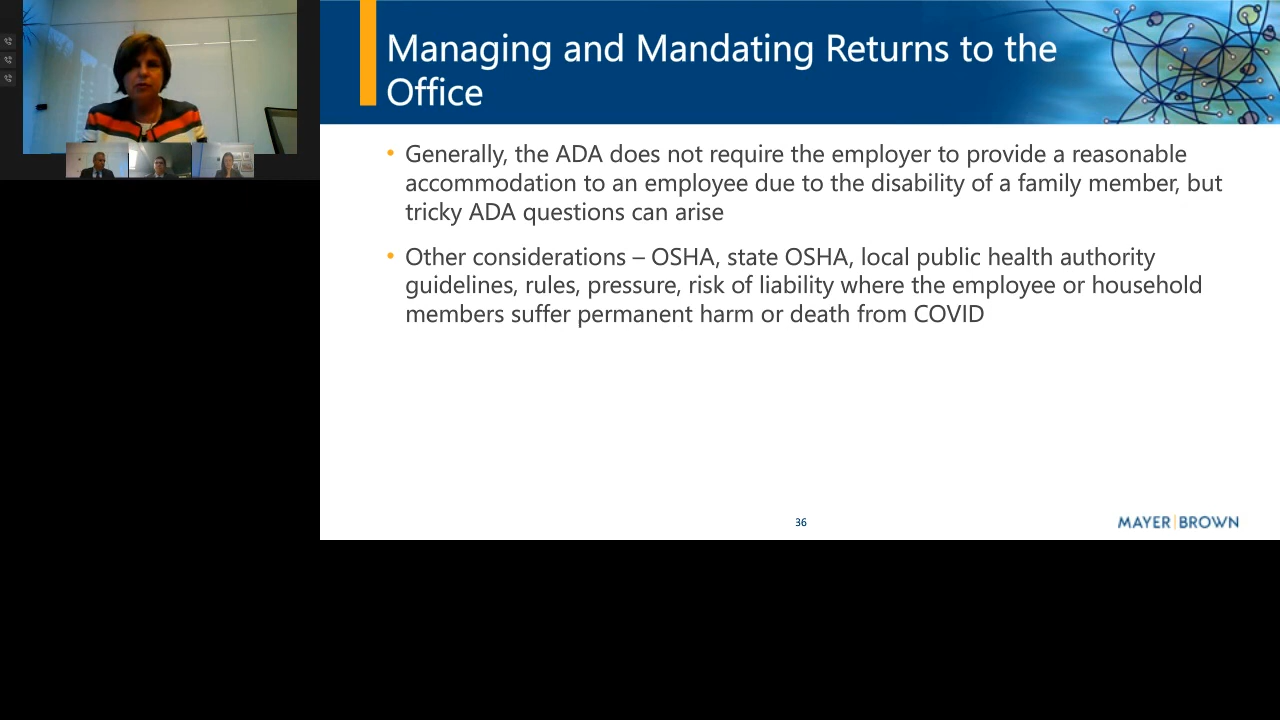 Managing and Mandating Returns to the
Office
• Generally, the ADA does not require the employer to provide a reasonable
accommodation to an employee due to the disability of a family member, but
tricky ADA questions can arise
• Other considerations – OSHA, state OSHA, local public health authority
guidelines, rules, pressure, risk of liability where the employee or household
members suffer permanent harm or death from COVID
36
MAYER | BROWN